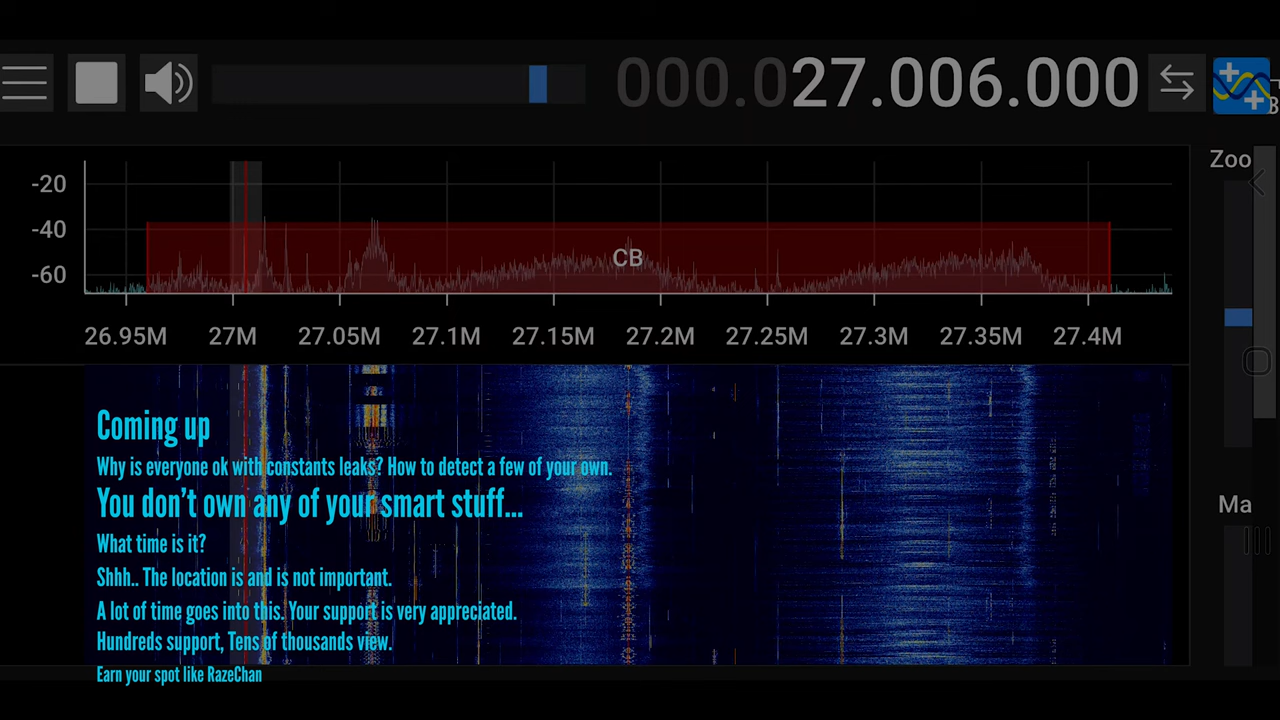 000.027.006.000
Zoo
-20
-40
-60
CB
26.95M 27M 27.05M 27.1M 27.15M 27.2M 27.25M 27.3M 27.35M 27.4M
Coming up
Why is everyone ok with constants leaks? How to detect a few of your own.
You don't own any of your smart stuff...
What time is it?
Shhh.. The location is and is not important.
A lot of time goes into this. Your support is very appreciated.
Hundreds support, Tens of thousands view.
Earn your spot like RazeChan
Ma